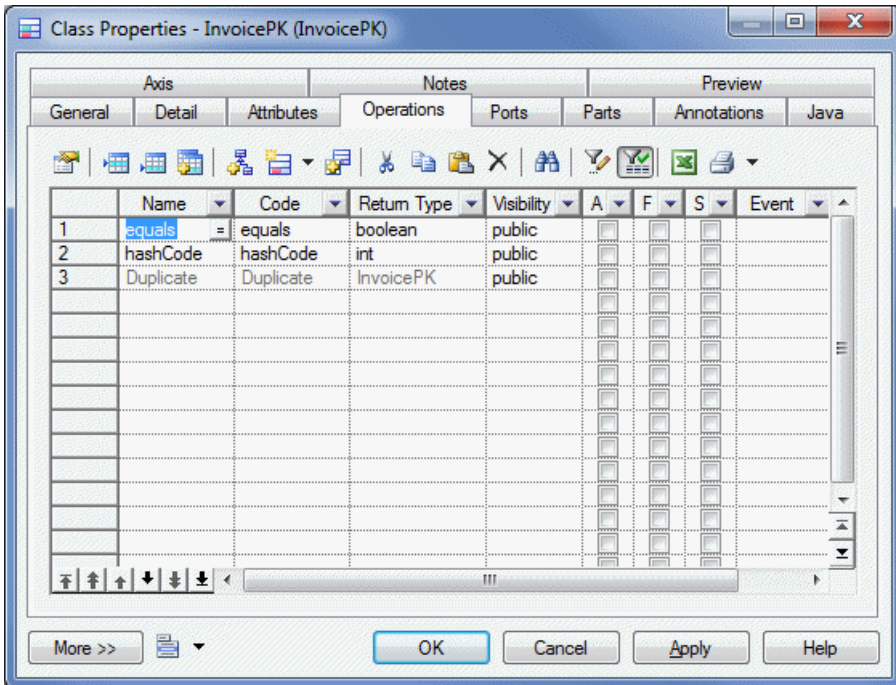 Class Properties - InvoicePK (InvoicePK)
Axis Notes Preview
General Detail Attributes Operations Ports Parts Annotations Java
Name Code Return Type Visibility A F S Event
1 equals = equals boolean public
2 hashCode hashCode int public
3 Duplicate Duplicate InvoicePK public
More >> OK Cancel Apply Help